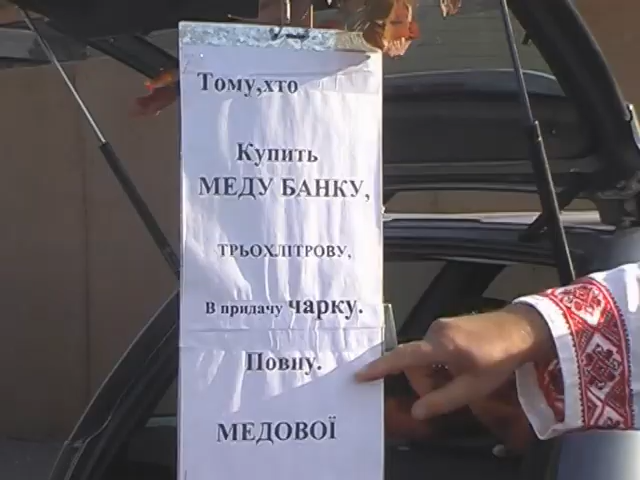 Тому,хто
Купить
МЕДУ БАНКУ,
ТРЬОХЛІТРОВУ,
В придачу чарку.
Повну.
МЕДОВОЇ